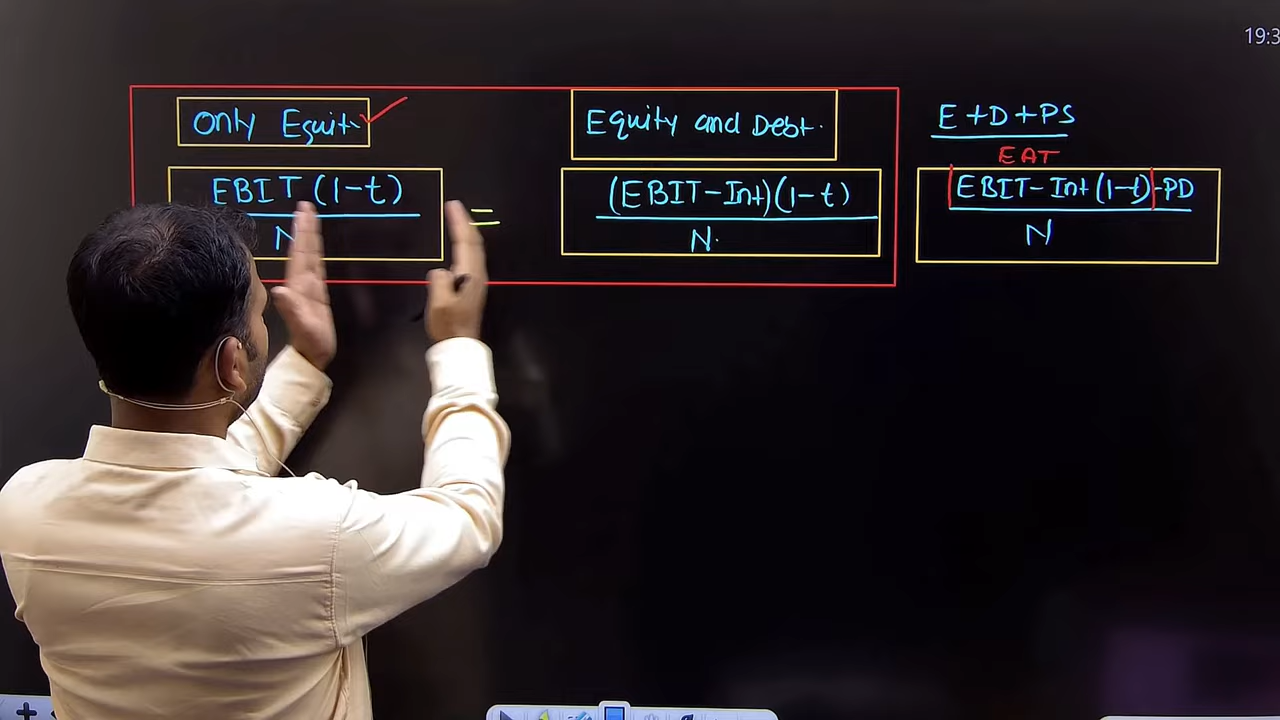 19:3
Only Equity
Equity and Debt.
E+D+PS
EAT
EBIT(1-t)
N
=
(EBIT-Int)(1-t)
N.
EBIT-Int(1-t)-PD
N